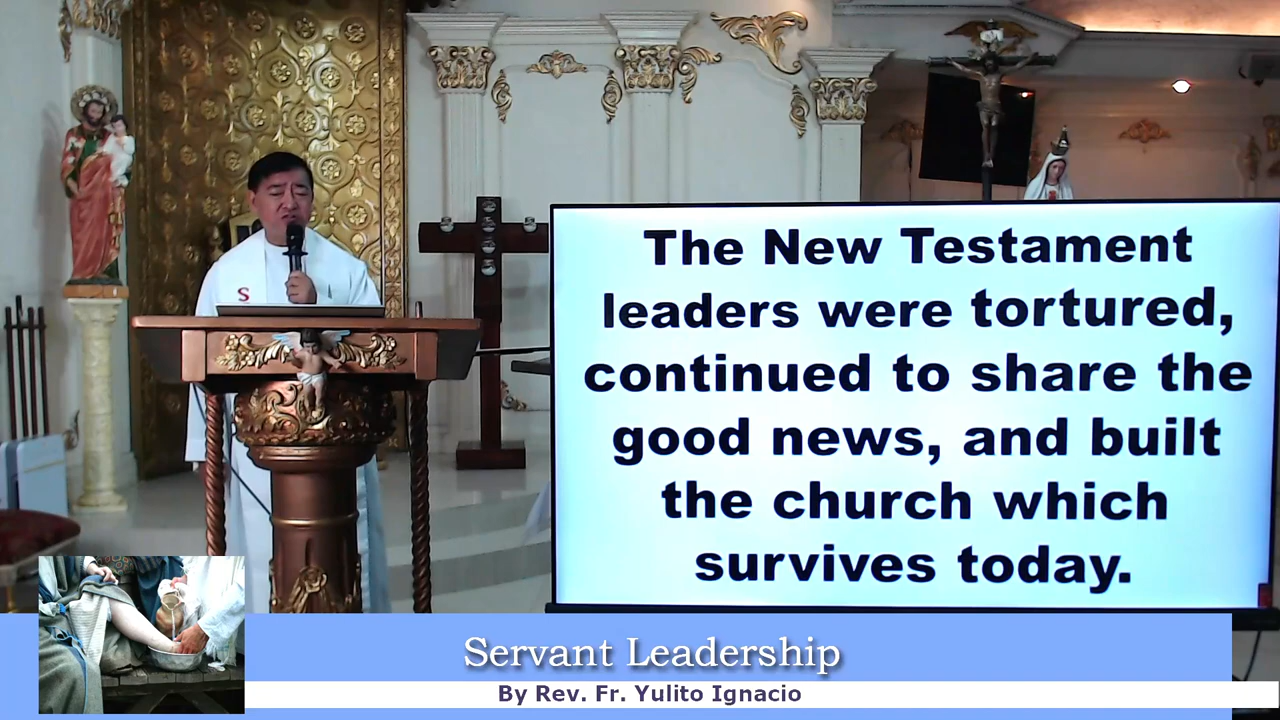 The New Testament
leaders were tortured,
continued to share the
good news, and built
the church which
survives today.
S
Servant Leadership
By Rev. Fr. Yulito Ignacio